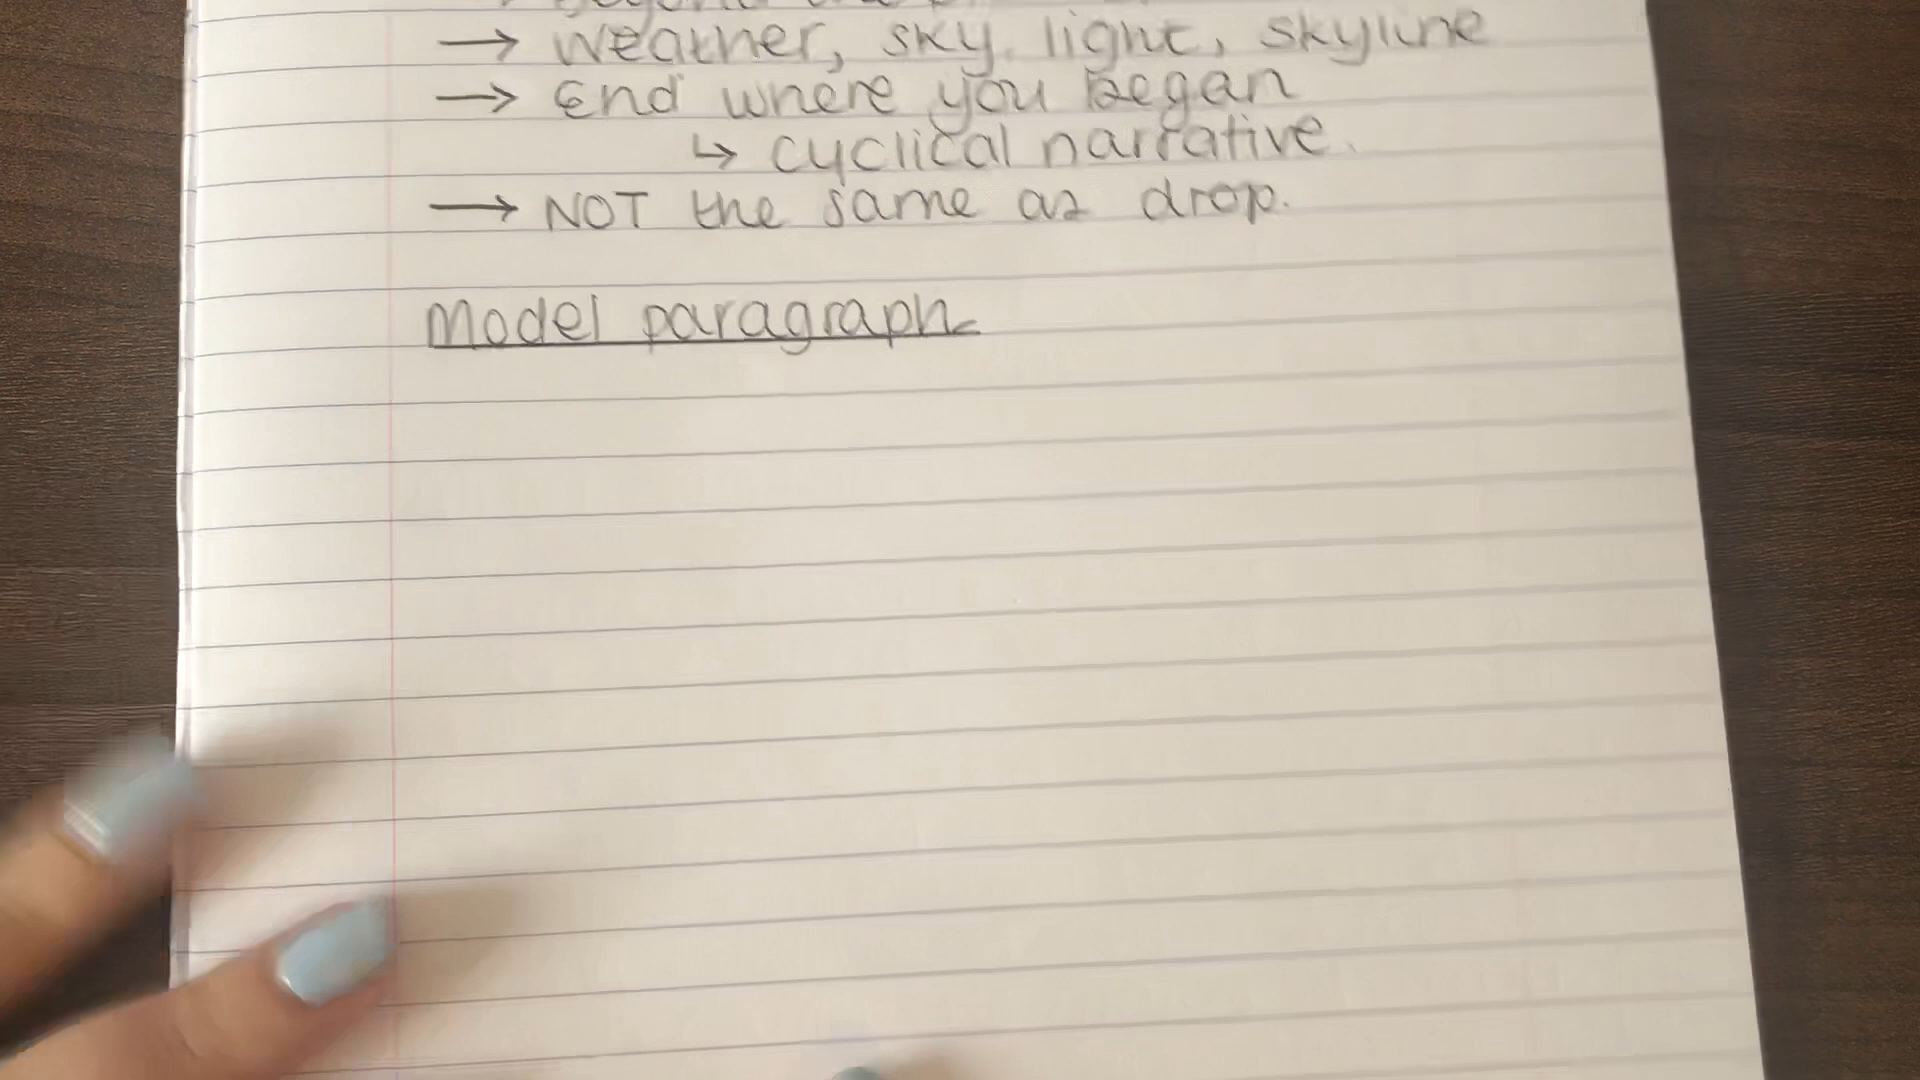 → weather, sky, light, skyline
→ End where you began
↳ cyclical narrative.
→ NOT the same as drop.
Model paragraph